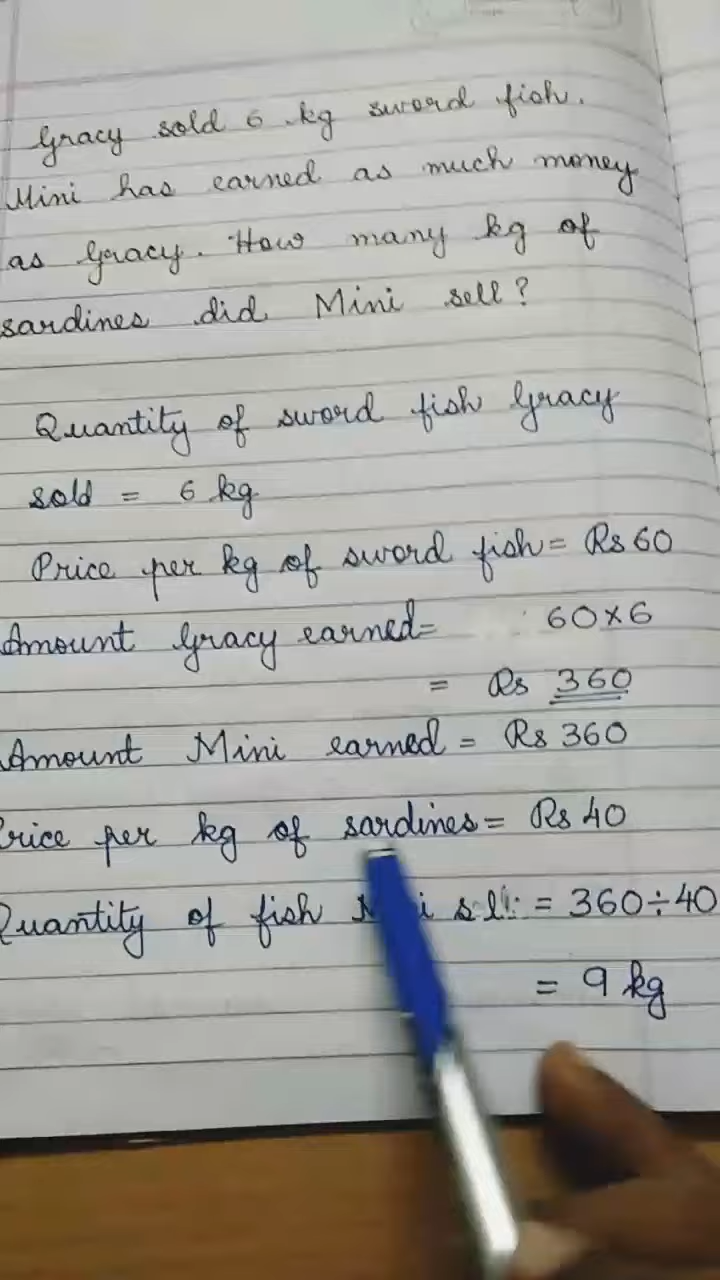 Gracy sold 6 kg sword fish.
Mini has earned as much money
as Gracy. How many kg of
sardines did Mini sell?
Quantity of sword fish Gracy
sold = 6 kg
Price per kg of sword fish = Rs 60
Amount Gracy earned = 60×6
= Rs 360
Amount Mini earned = Rs 360
rice per kg of sardines = Rs 40
Quantity of fish = 360÷40
= 9 kg